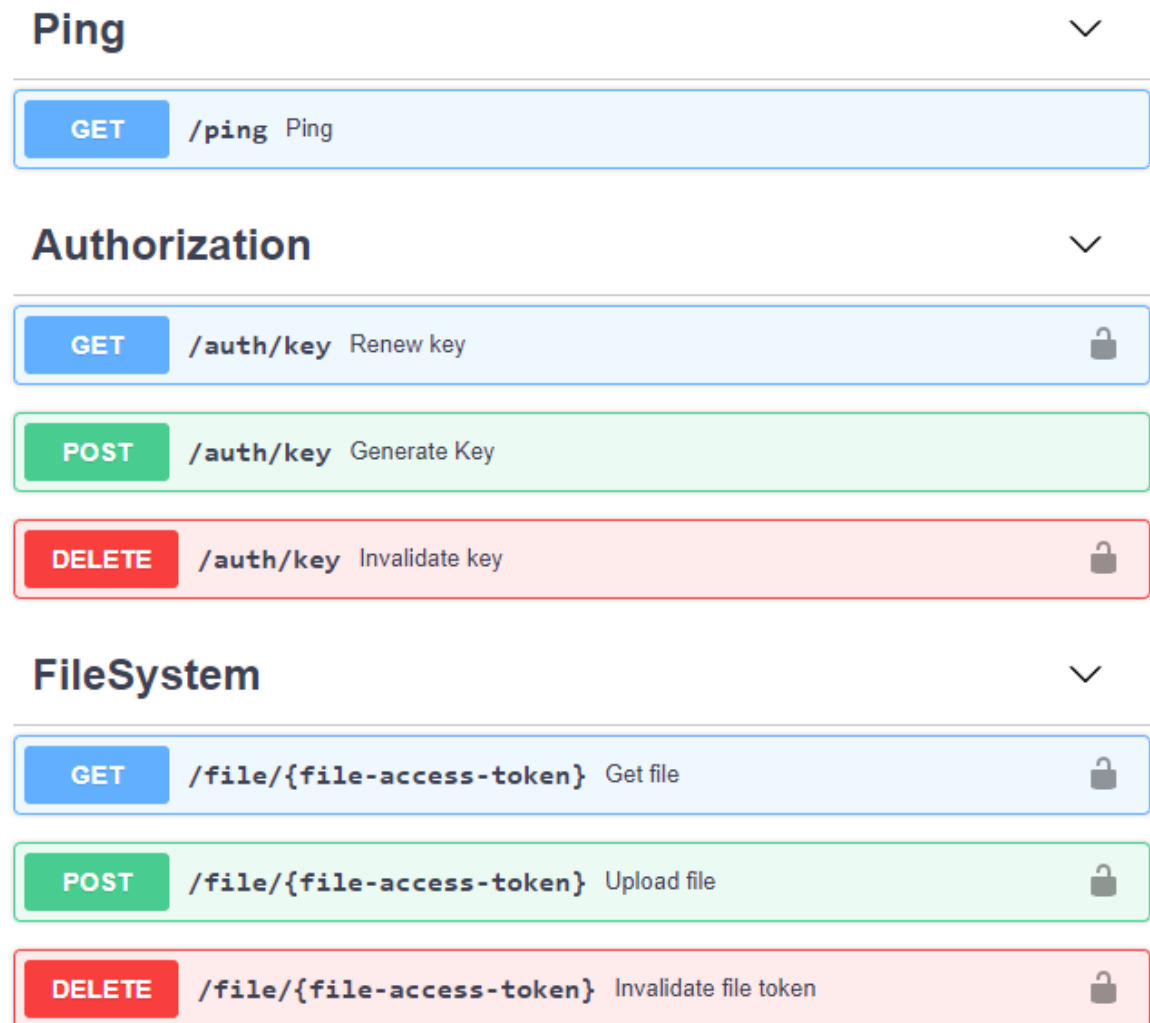 Ping
GET /ping Ping
Authorization
GET /auth/key Renew key
POST /auth/key Generate Key
DELETE /auth/key Invalidate key
FileSystem
GET /file/{file-access-token} Get file
POST /file/{file-access-token} Upload file
DELETE /file/{file-access-token} Invalidate file token